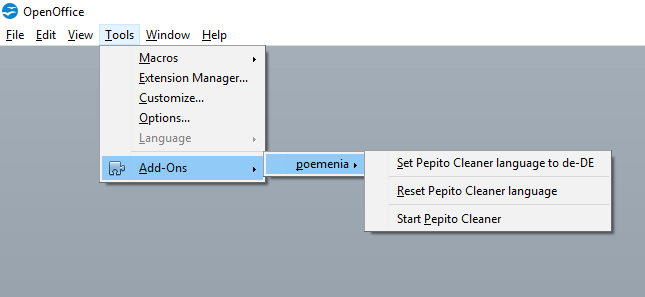 OpenOffice
File Edit View Tools Window Help
Macros
Extension Manager...
Customize...
Options...
Language
Add-Ons
poemenia
Set Pepito Cleaner language to de-DE
Reset Pepito Cleaner language
Start Pepito Cleaner